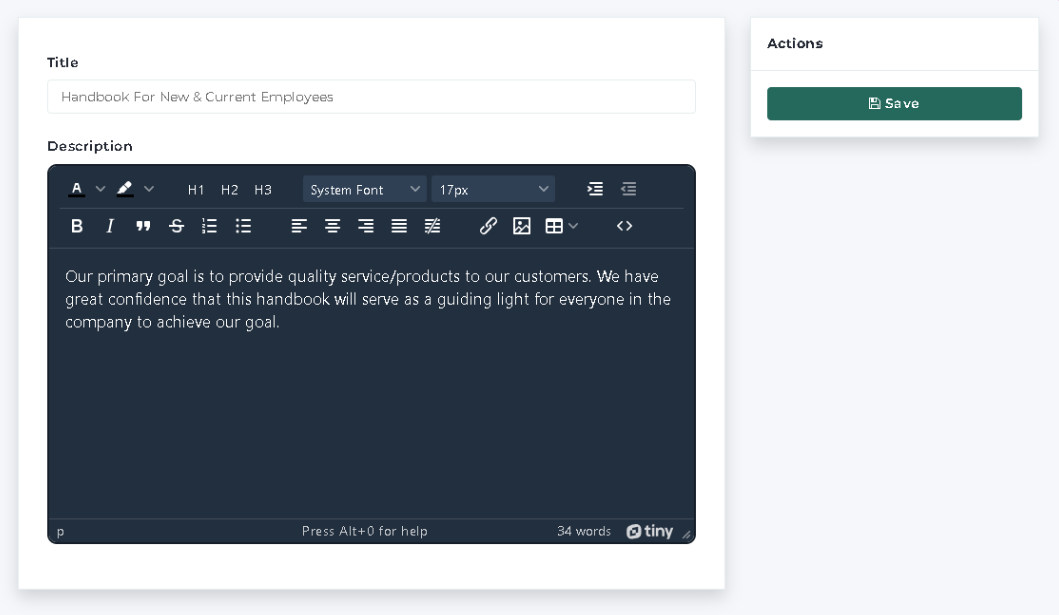 Title
Actions
Handbook For New & Current Employees
Save
Description
A
H1 H2 H3 System Font 17px
B I S
Our primary goal is to provide quality service/products to our customers. We have
great confidence that this handbook will serve as a guiding light for everyone in the
company to achieve our goal.
p Press Alt+0 for help 34 words tiny